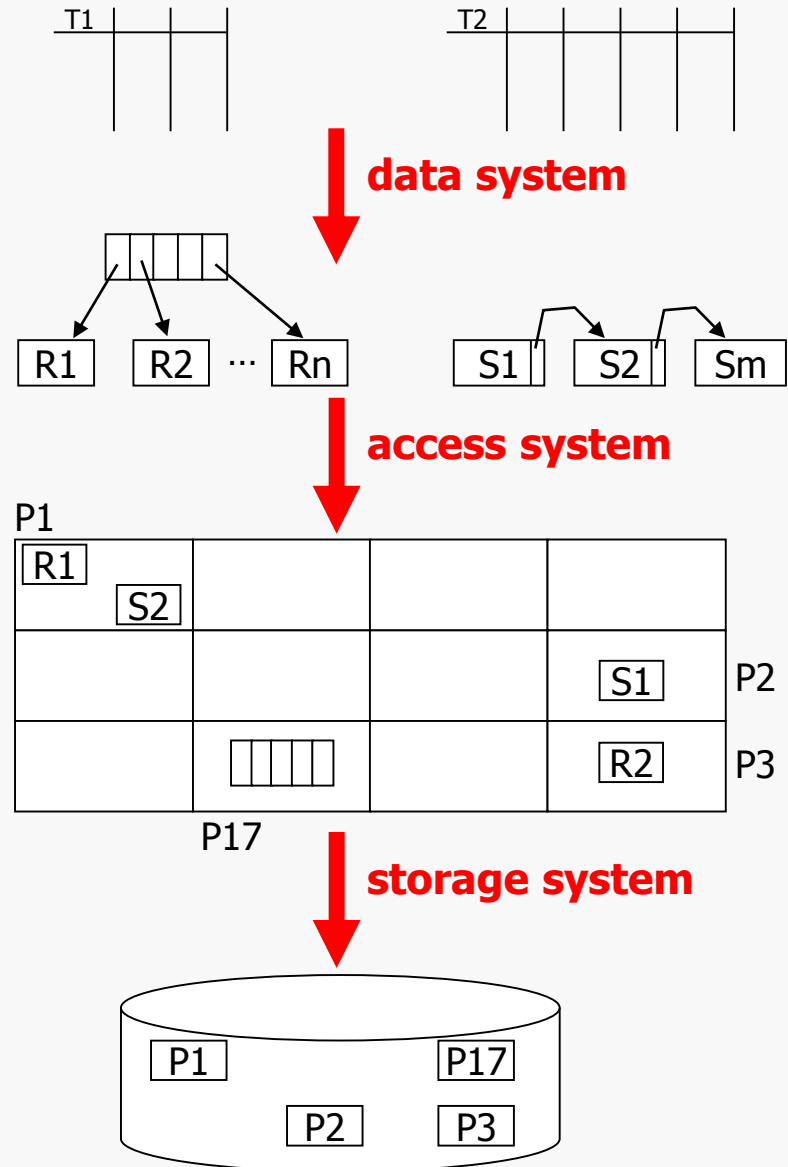 T1 T2
data system
R1 R2 ... Rn S1 S2 Sm
access system
P1
R1
S2
S1 P2
R2 P3
P17
storage system
P1 P17
P2 P3